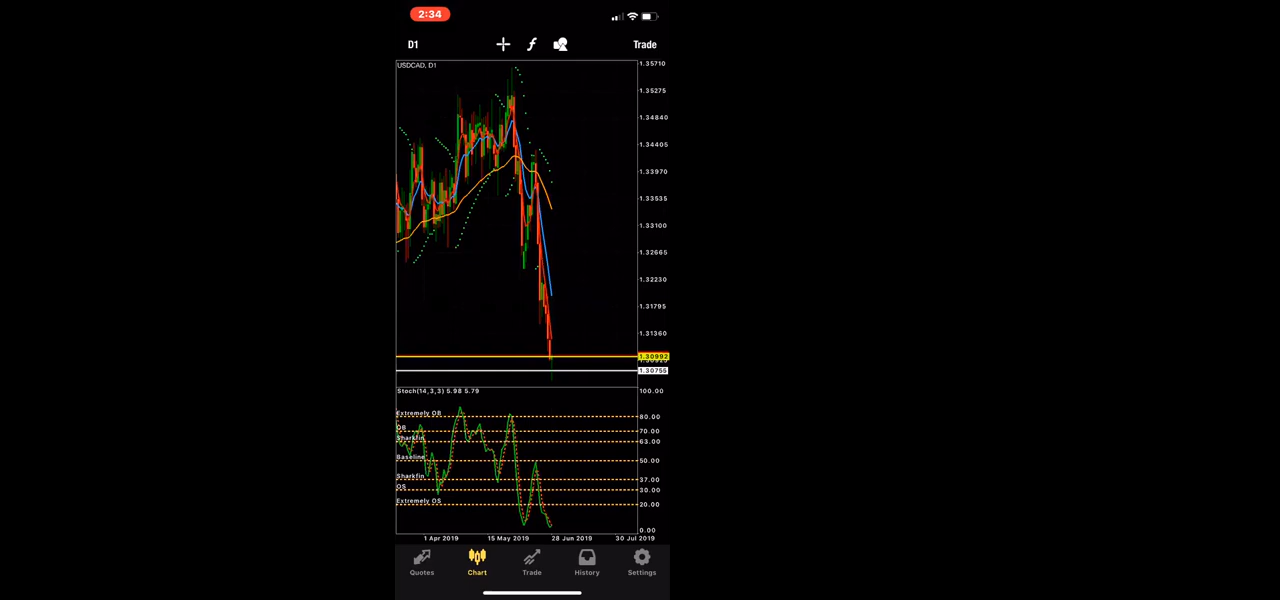 2:34
D1
f
Trade
USDCAD, D1
1.35710
1.35275
1.34840
1.34405
1.33970
1.33535
1.33100
1.32665
1.32230
1.31795
1.31360
1.30992
1.30755
Stoch(14,3,3) 5.98 5.79
100.00
Extremely OB
80.00
OB
70.00
Sharkfin
63.00
Baseline
50.00
Sharkfin
37.00
OS
30.00
Extremely OS
20.00
0.00
1 Apr 2019 15 May 2019 28 Jun 2019 30 Jul 2019
Quotes Chart Trade History Settings